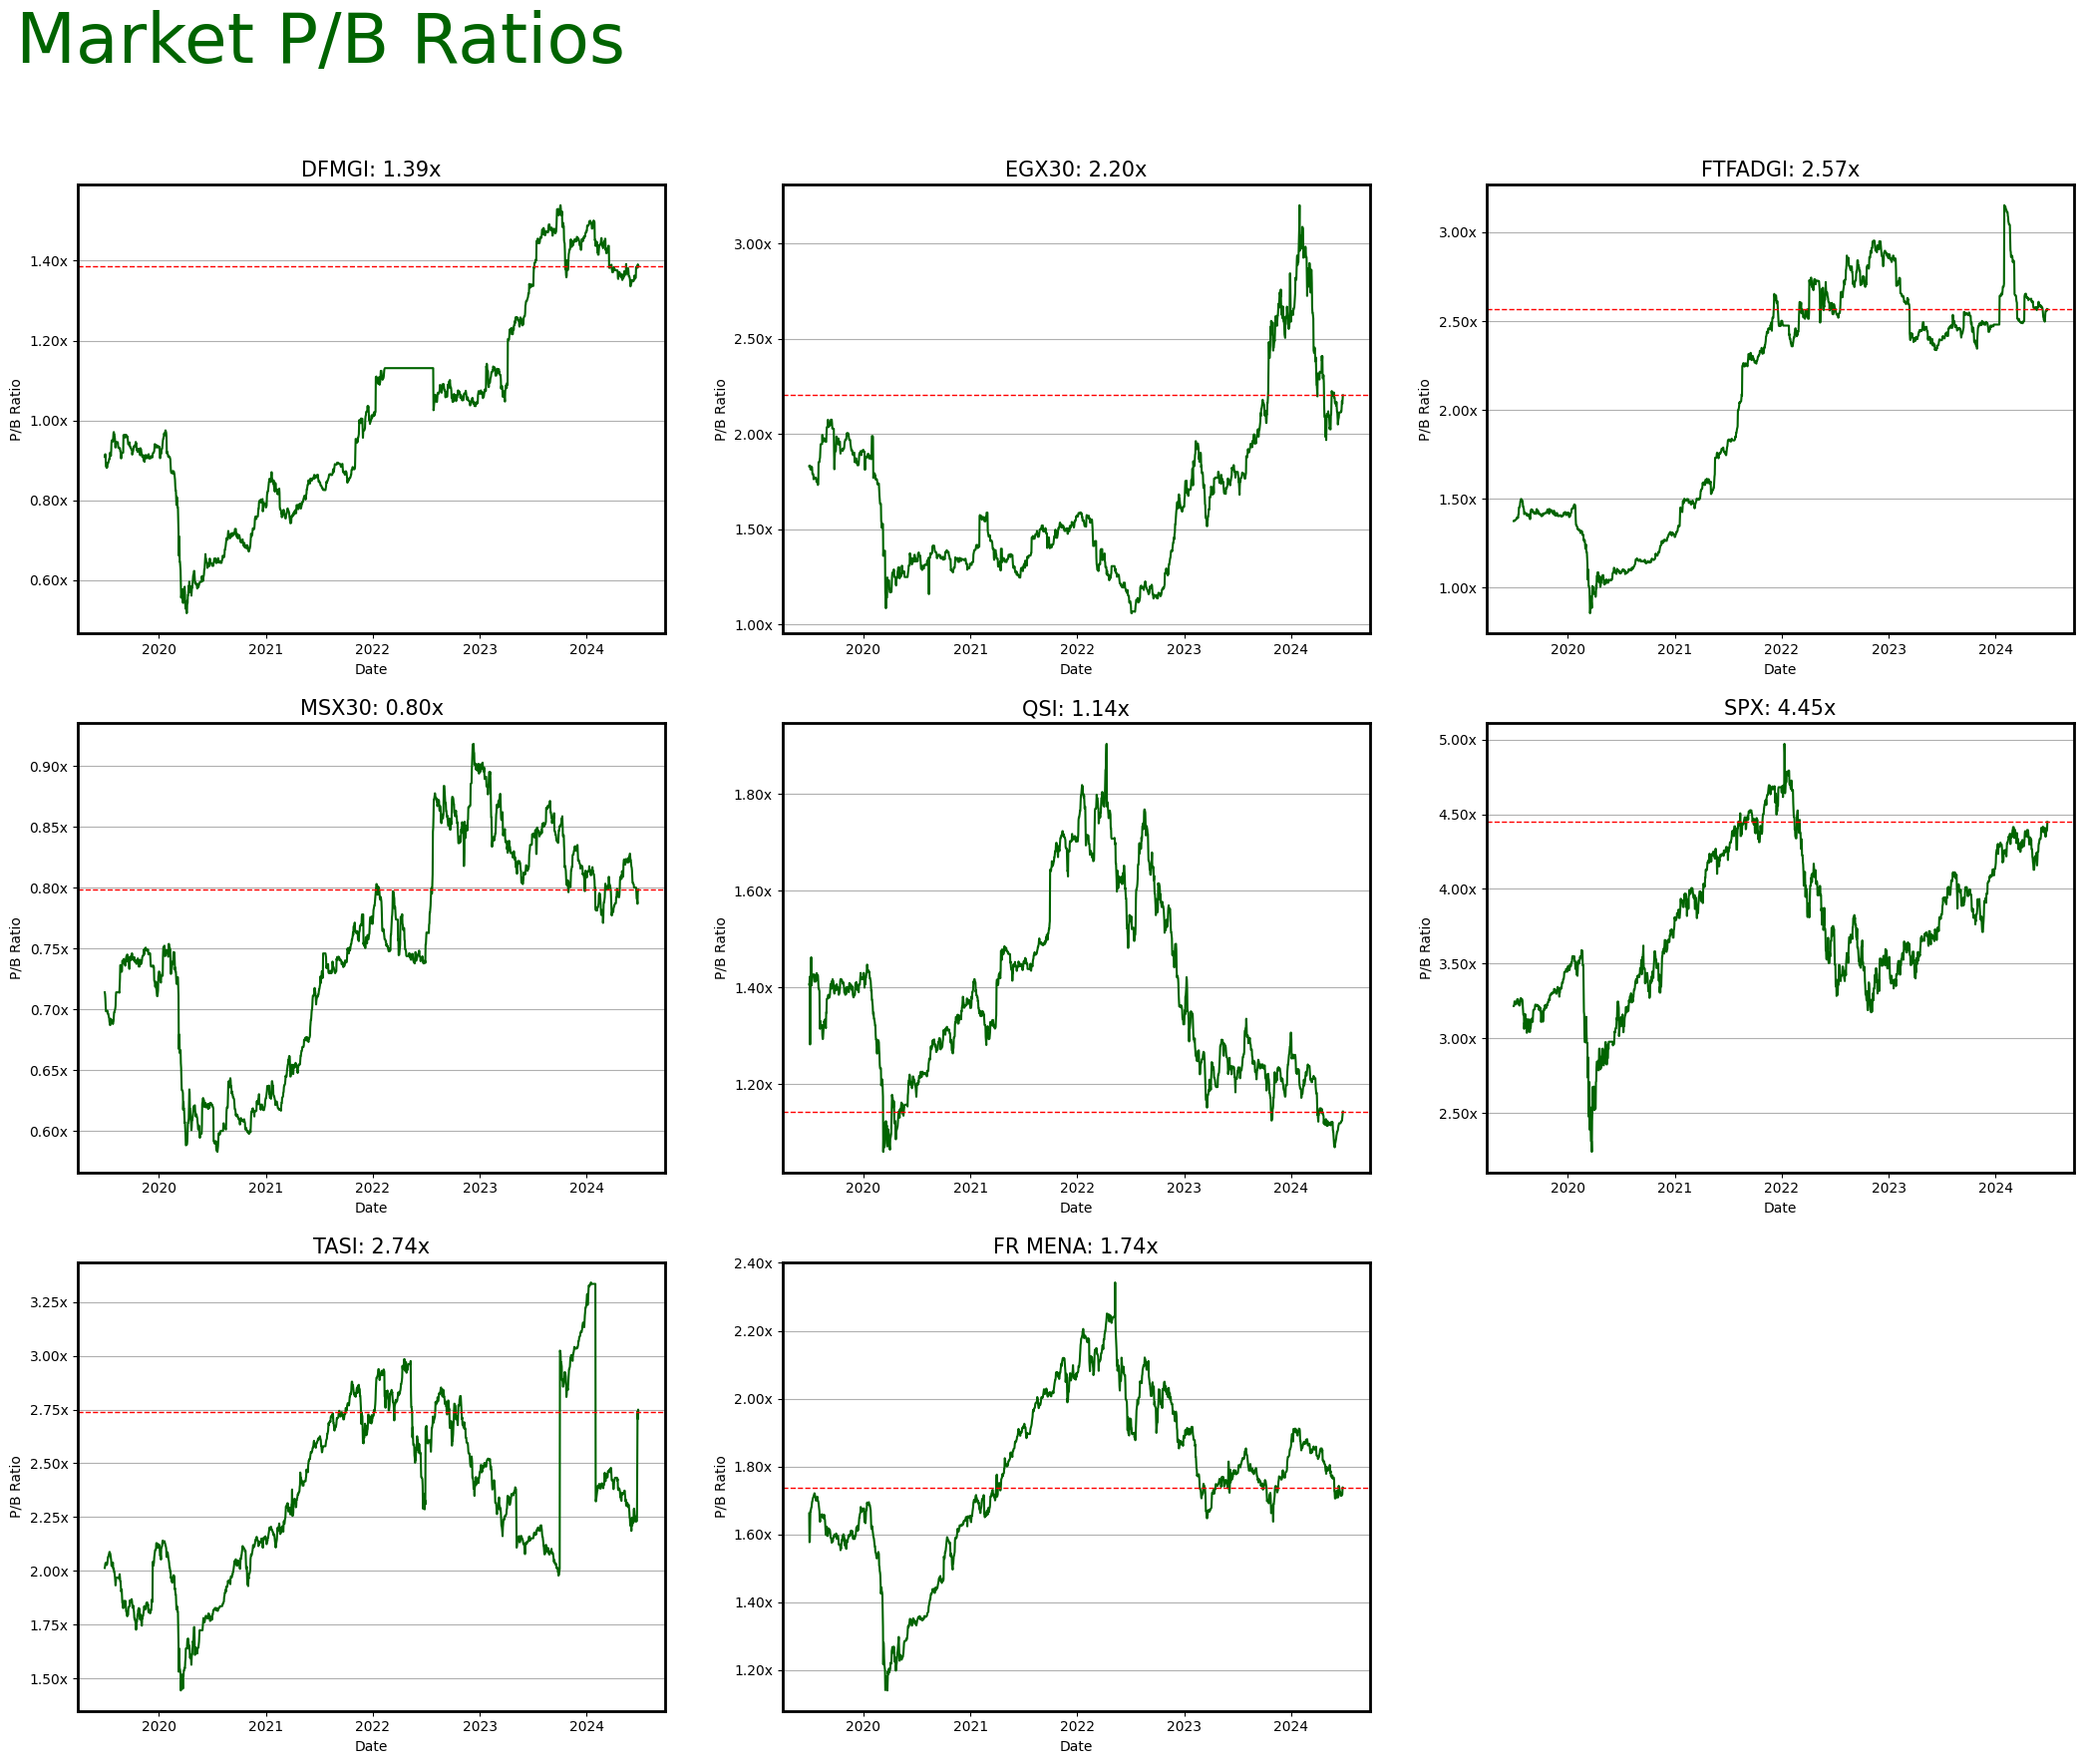 Market P/B Ratios
DFMGI: 1.39x
P/B Ratio
1.40x
1.20x
1.00x
0.80x
0.60x
2020 2021 2022 2023 2024
Date
EGX30: 2.20x
P/B Ratio
3.00x
2.50x
2.00x
1.50x
1.00x
2020 2021 2022 2023 2024
Date
FTFADGI: 2.57x
P/B Ratio
3.00x
2.50x
2.00x
1.50x
1.00x
2020 2021 2022 2023 2024
Date
MSX30: 0.80x
P/B Ratio
0.90x
0.85x
0.80x
0.75x
0.70x
0.65x
0.60x
2020 2021 2022 2023 2024
Date
QSI: 1.14x
P/B Ratio
1.80x
1.60x
1.40x
1.20x
2020 2021 2022 2023 2024
Date
SPX: 4.45x
P/B Ratio
5.00x
4.50x
4.00x
3.50x
3.00x
2.50x
2020 2021 2022 2023 2024
Date
TASI: 2.74x
P/B Ratio
3.25x
3.00x
2.75x
2.50x
2.25x
2.00x
1.75x
1.50x
2020 2021 2022 2023 2024
Date
FR MENA: 1.74x
P/B Ratio
2.40x
2.20x
2.00x
1.80x
1.60x
1.40x
1.20x
2020 2021 2022 2023 2024
Date